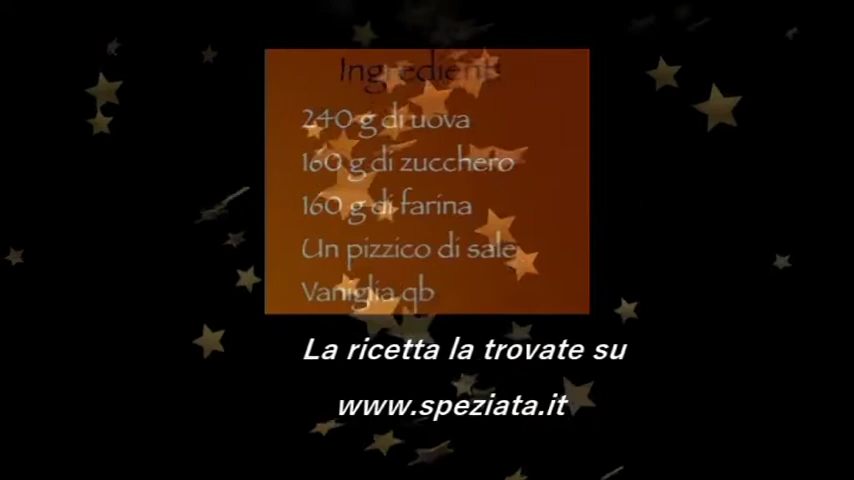 Ingredienti
240 g di uova
160 g di zucchero
160 g di farina
Un pizzico di sale
Vaniglia qb
La ricetta la trovate su
www.speziata.it